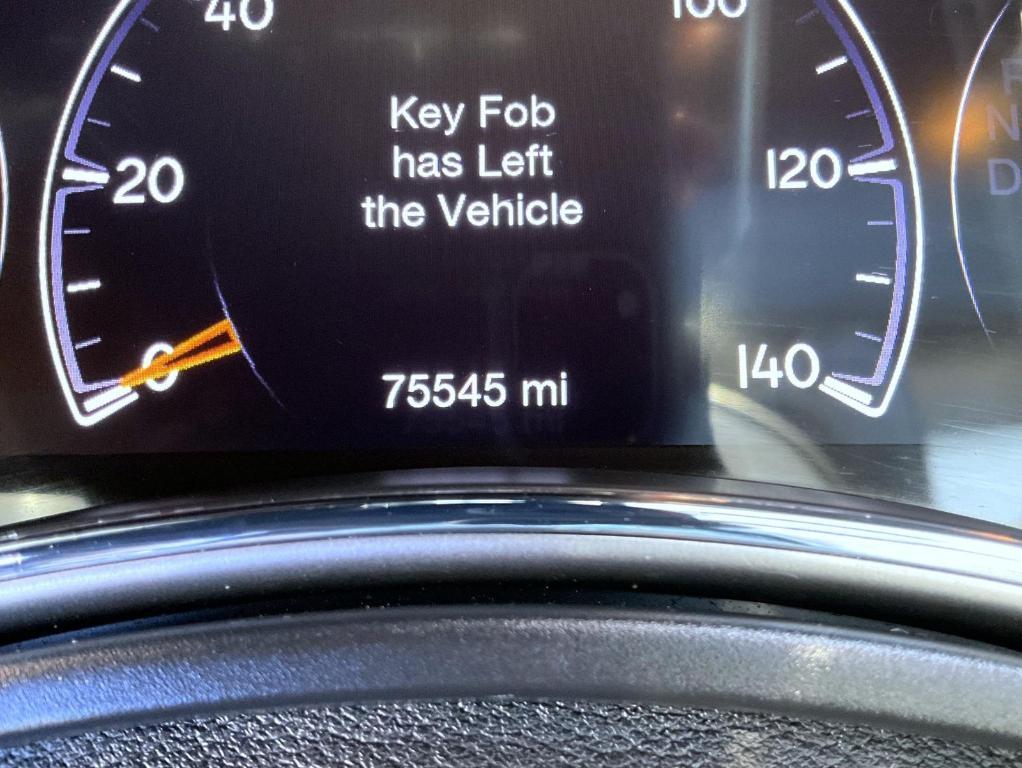 40
100
Key Fob
has Left
20
120
the Vehicle
0
75545 mi
140
N
D